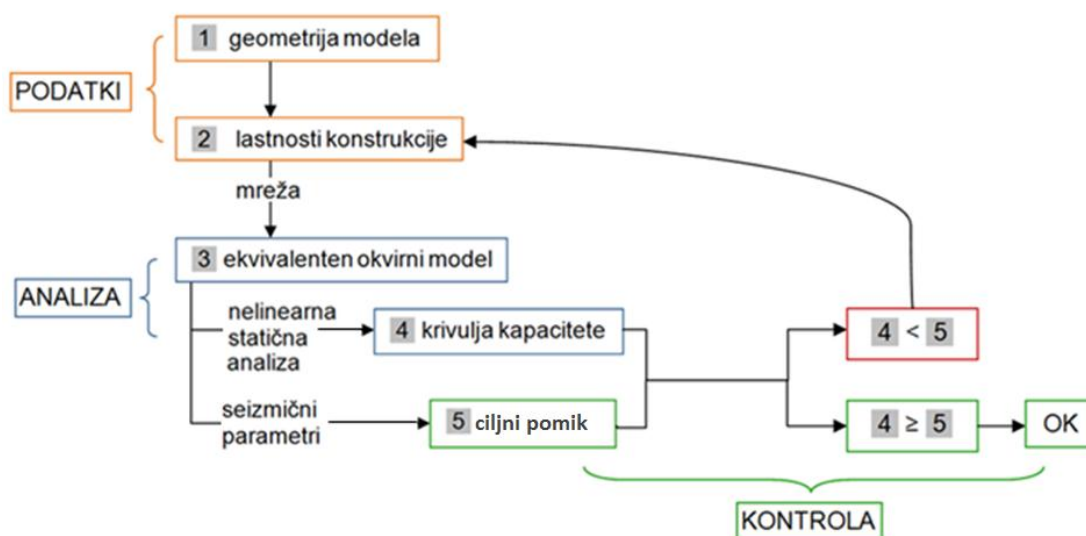 1 geometrija modela
PODATKI
2 lastnosti konstrukcije
mreža
3 ekvivalenten okvirni model
ANALIZA
nelinearna
statična
analiza
4 krivulja kapacitete
4 < 5
seizmični
parametri
5 ciljni pomik
4 ≥ 5
OK
KONTROLA